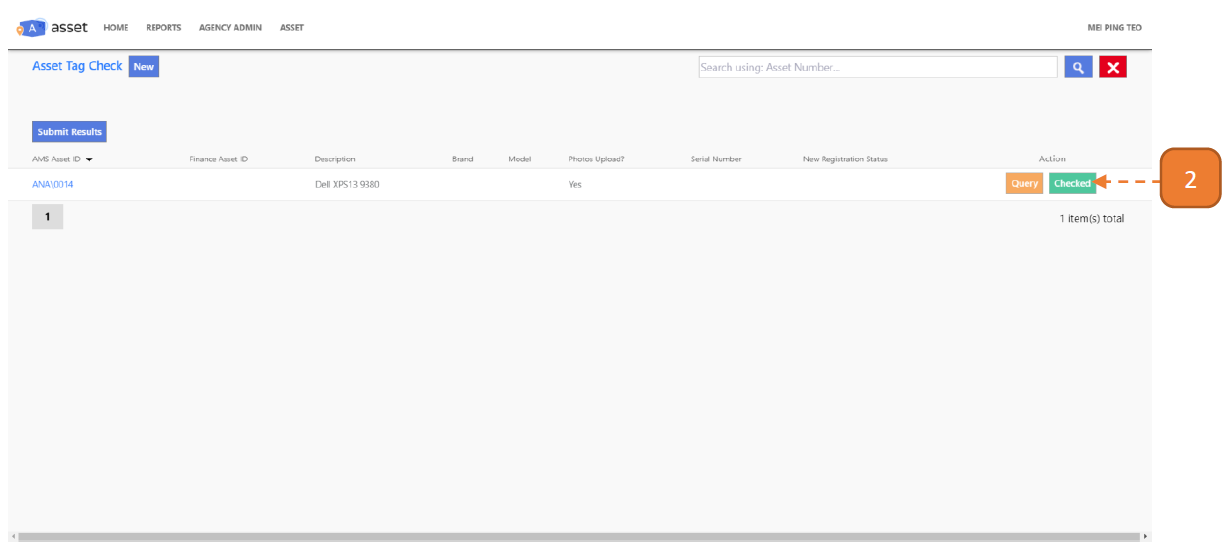 A asset HOME REPORTS AGENCY ADMIN ASSET MEI PING TEO
Asset Tag Check New Search using: Asset Number...
Submit Results
AMS Asset ID Finance Asset ID Description Brand Model Photos Upload? Serial Number New Registration Status Action
ANA\0014 Dell XPS13 9380 Yes Query Checked
2
1 1 item(s) total